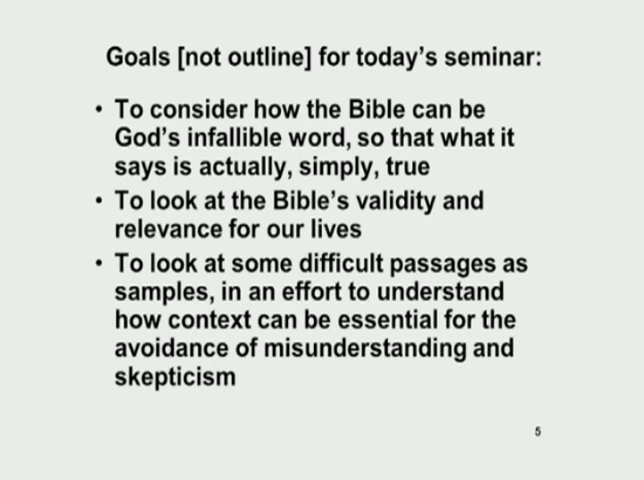 Goals [not outline] for today's seminar:
• To consider how the Bible can be
God's infallible word, so that what it
says is actually, simply, true
• To look at the Bible's validity and
relevance for our lives
• To look at some difficult passages as
samples, in an effort to understand
how context can be essential for the
avoidance of misunderstanding and
skepticism
5